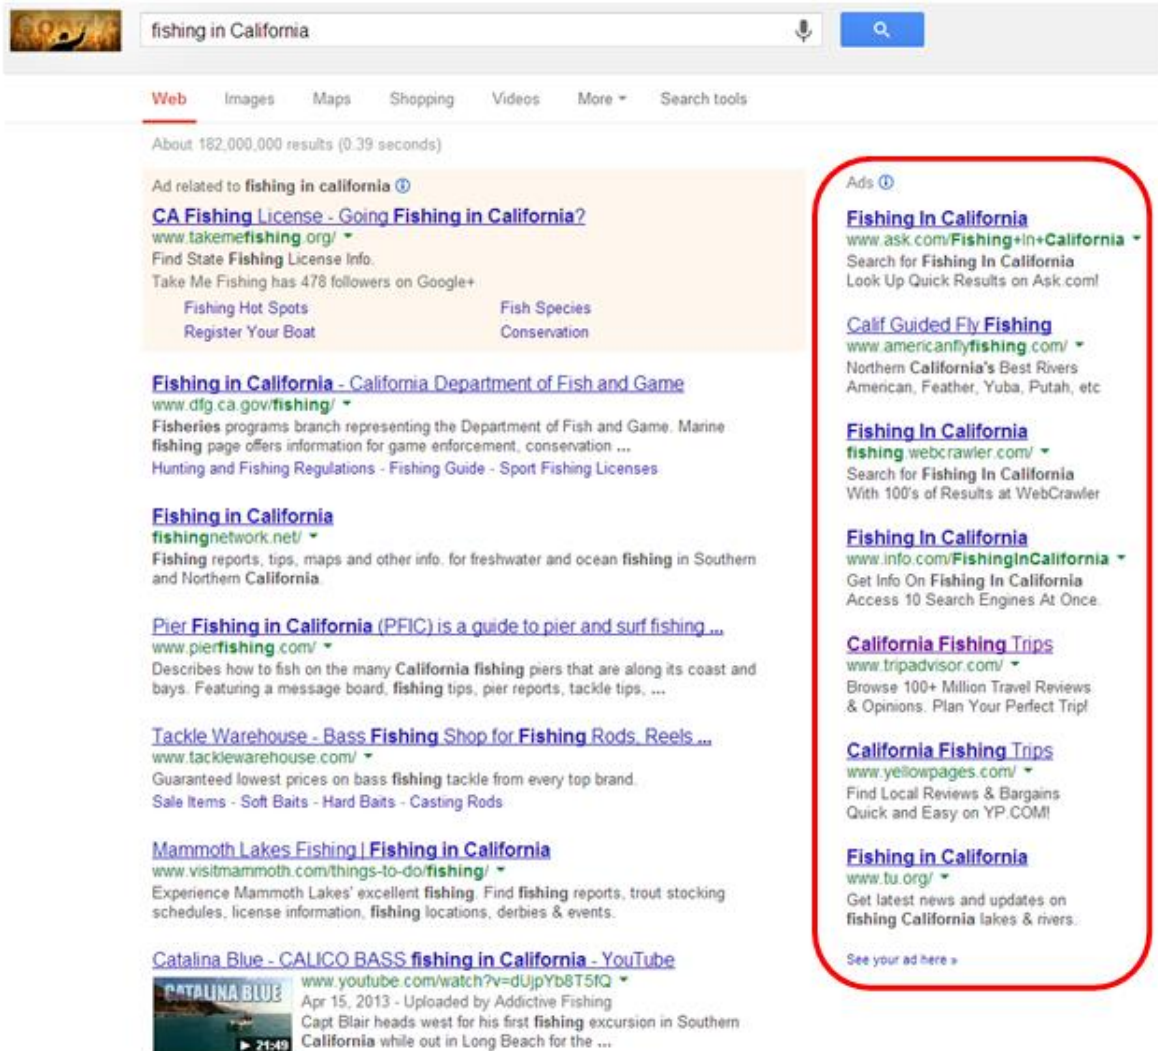 Google
fishing in California
Web Images Maps Shopping Videos More Search tools
About 182,000,000 results (0.39 seconds)
Ad related to fishing in california
CA Fishing License - Going Fishing in California?
www.takemefishing.org/
Find State Fishing License Info.
Take Me Fishing has 478 followers on Google+
Fishing Hot Spots Fish Species
Register Your Boat Conservation
Fishing in California - California Department of Fish and Game
www.dfg.ca.gov/fishing/
Fisheries programs branch representing the Department of Fish and Game. Marine
fishing page offers information for game enforcement, conservation ...
Hunting and Fishing Regulations - Fishing Guide - Sport Fishing Licenses
Fishing in California
fishingnetwork.net/
Fishing reports, tips, maps and other info. for freshwater and ocean fishing in Southern
and Northern California.
Pier Fishing in California (PFIC) is a guide to pier and surf fishing ...
www.pierfishing.com/
Describes how to fish on the many California fishing piers that are along its coast and
bays. Featuring a message board, fishing tips, pier reports, tackle tips, ...
Tackle Warehouse - Bass Fishing Shop for Fishing Rods, Reels ...
www.tacklewarehouse.com/
Guaranteed lowest prices on bass fishing tackle from every top brand.
Sale Items - Soft Baits - Hard Baits - Casting Rods
Mammoth Lakes Fishing | Fishing in California
www.visitmammoth.com/things-to-do/fishing/
Experience Mammoth Lakes' excellent fishing. Find fishing reports, trout stocking
schedules, license information, fishing locations, derbies & events.
Catalina Blue - CALICO BASS fishing in California - YouTube
CATALINA BLUE
21:49
www.youtube.com/watch?v=dUjpYb8T5fQ
Apr 15, 2013 - Uploaded by Addictive Fishing
Capt Blair heads west for his first fishing excursion in Southern
California while out in Long Beach for the ...
Ads
Fishing In California
www.ask.com/Fishing+In+California
Search for Fishing In California
Look Up Quick Results on Ask.com!
Calif Guided Fly Fishing
www.americanflyfishing.com/
Northern California's Best Rivers
American, Feather, Yuba, Putah, etc
Fishing In California
fishing.webcrawler.com/
Search for Fishing In California
With 100's of Results at WebCrawler
Fishing In California
www.info.com/FishingInCalifornia
Get Info On Fishing In California
Access 10 Search Engines At Once.
California Fishing Trips
www.tripadvisor.com/
Browse 100+ Million Travel Reviews
& Opinions. Plan Your Perfect Trip!
California Fishing Trips
www.yellowpages.com/
Find Local Reviews & Bargains
Quick and Easy on YP.COM!
Fishing in California
www.tu.org/
Get latest news and updates on
fishing California lakes & rivers.
See your ad here »